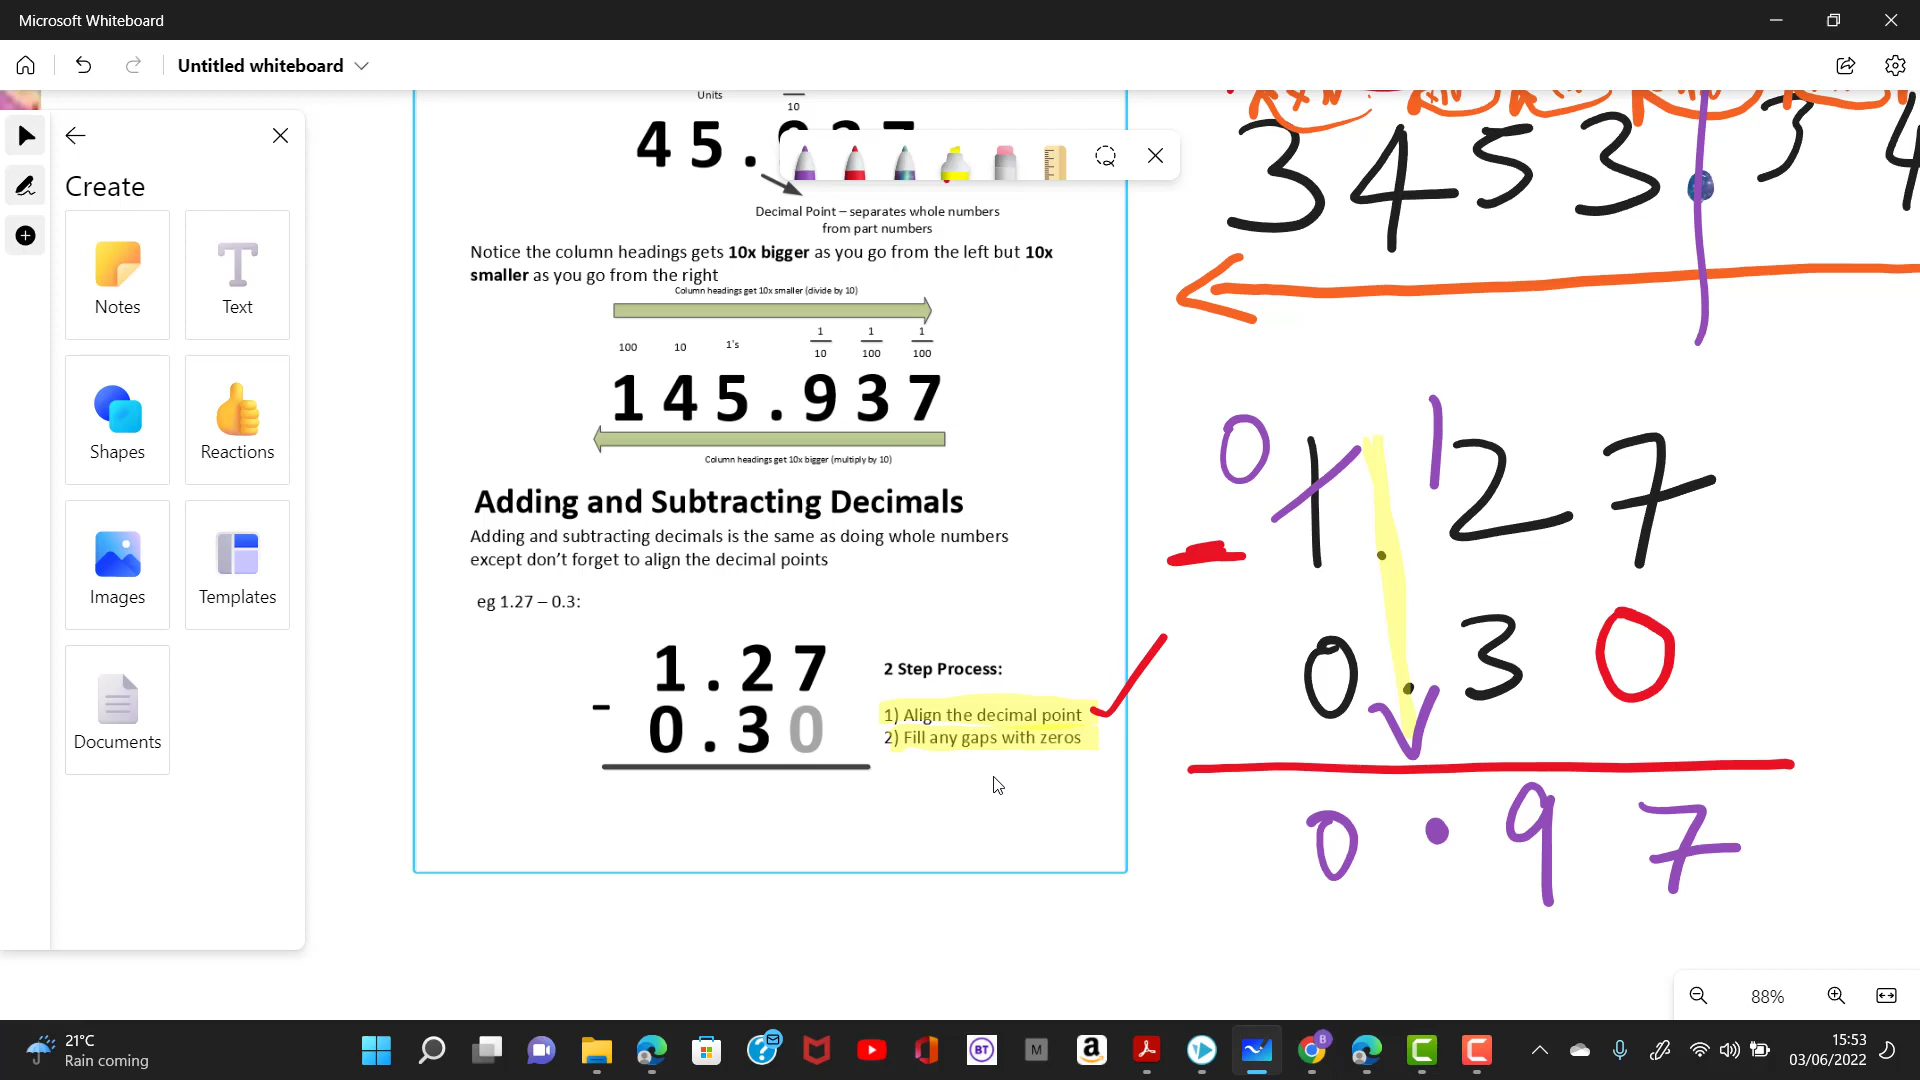 Microsoft Whiteboard
Untitled whiteboard
Create
Notes
Text
Shapes
Reactions
Images
Templates
Documents
Units
10
45.
Decimal Point – separates whole numbers
from part numbers
Notice the column headings gets 10x bigger as you go from the left but 10x
smaller as you go from the right
Column headings get 10x smaller (divide by 10)
100 10 1's 1/10 1/100 1/100
145.937
Column headings get 10x bigger (multiply by 10)
Adding and Subtracting Decimals
Adding and subtracting decimals is the same as doing whole numbers
except don't forget to align the decimal points
eg 1.27 – 0.3:
1.27
- 0.30
2 Step Process:
1) Align the decimal point
2) Fill any gaps with zeros
3453.34
0 1
1.27
- 0.30
0.97
88%
21°C
Rain coming
BT
M
a
B
C
C
15:53
03/06/2022